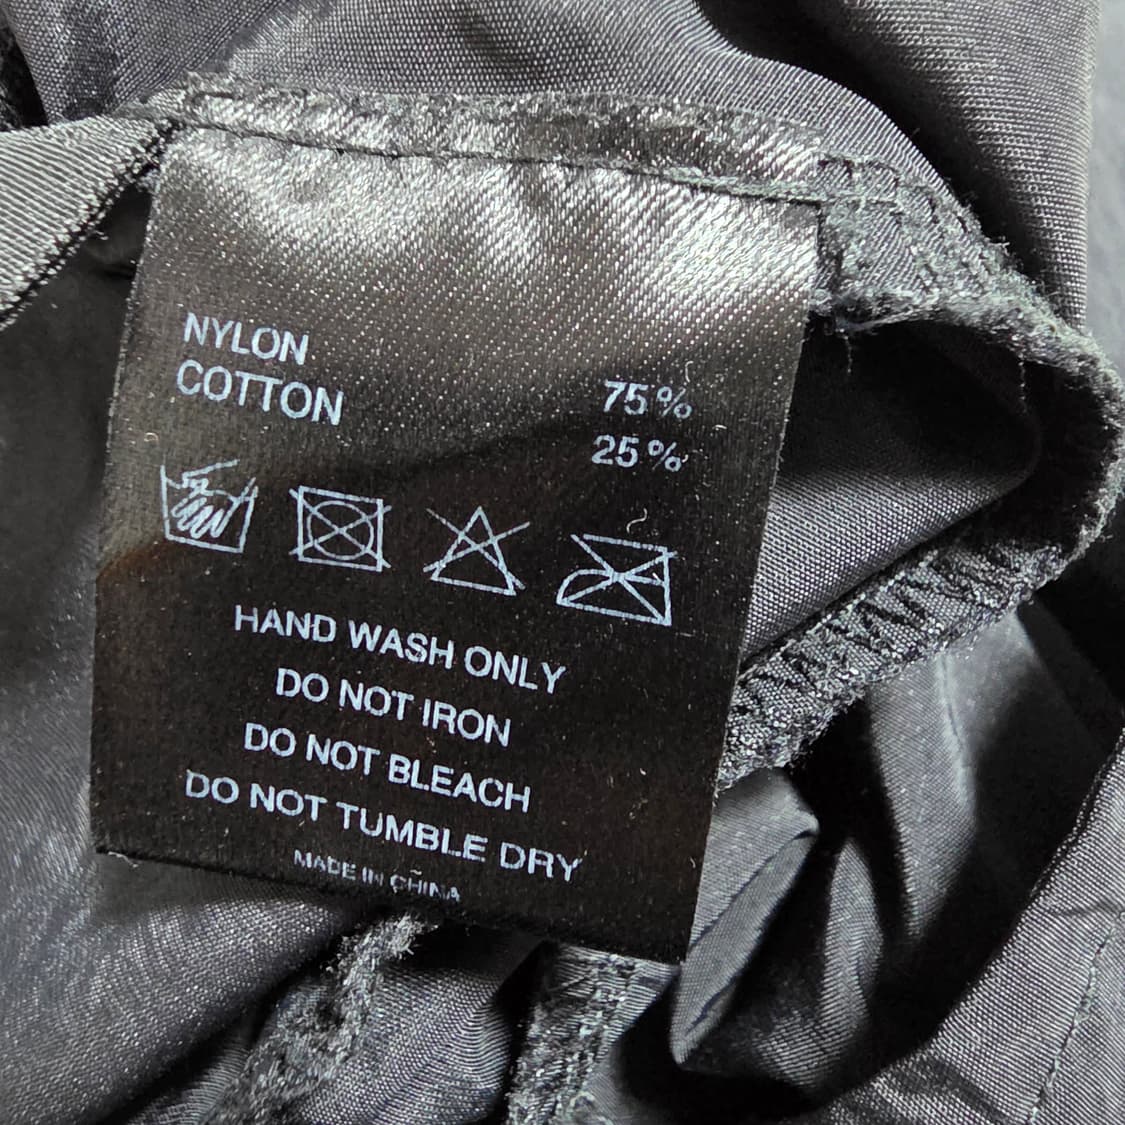 NYLON 75%
COTTON 25%
HAND WASH ONLY
DO NOT IRON
DO NOT BLEACH
DO NOT TUMBLE DRY
MADE IN CHINA